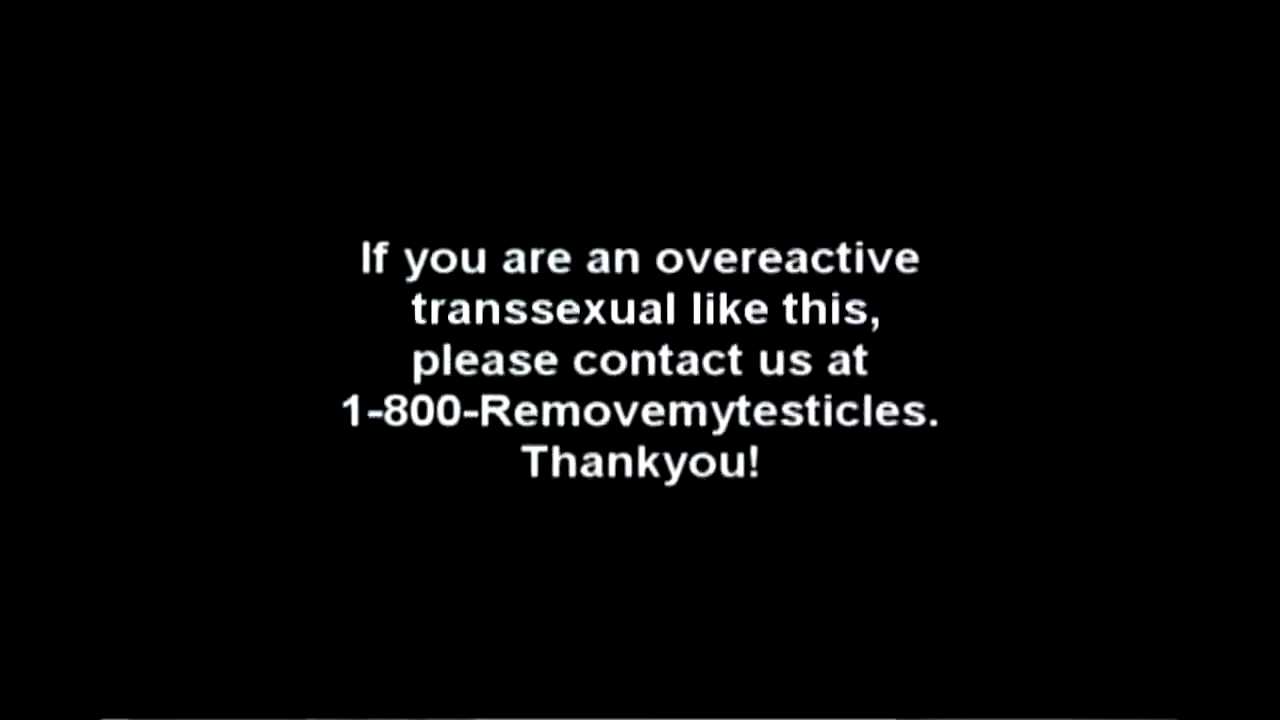 If you are an overeactive
transsexual like this,
please contact us at
1-800-Removemytesticles.
Thankyou!